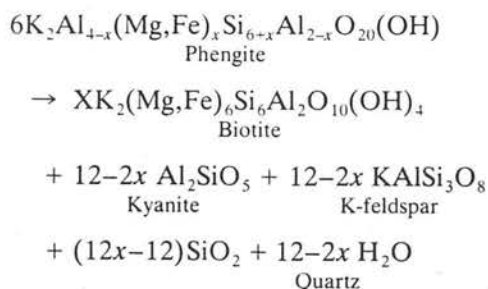 6K₂Al₄₋ₓ(Mg,Fe)ₓSi₆₊ₓAl₂₋ₓO₂₀(OH)
Phengite
→ XK₂(Mg,Fe)₆Si₆Al₂O₁₀(OH)₄
Biotite
+ 12–2x Al₂SiO₅ + 12–2x KAlSi₃O₈
Kyanite K-feldspar
+ (12x–12)SiO₂ + 12–2x H₂O
Quartz